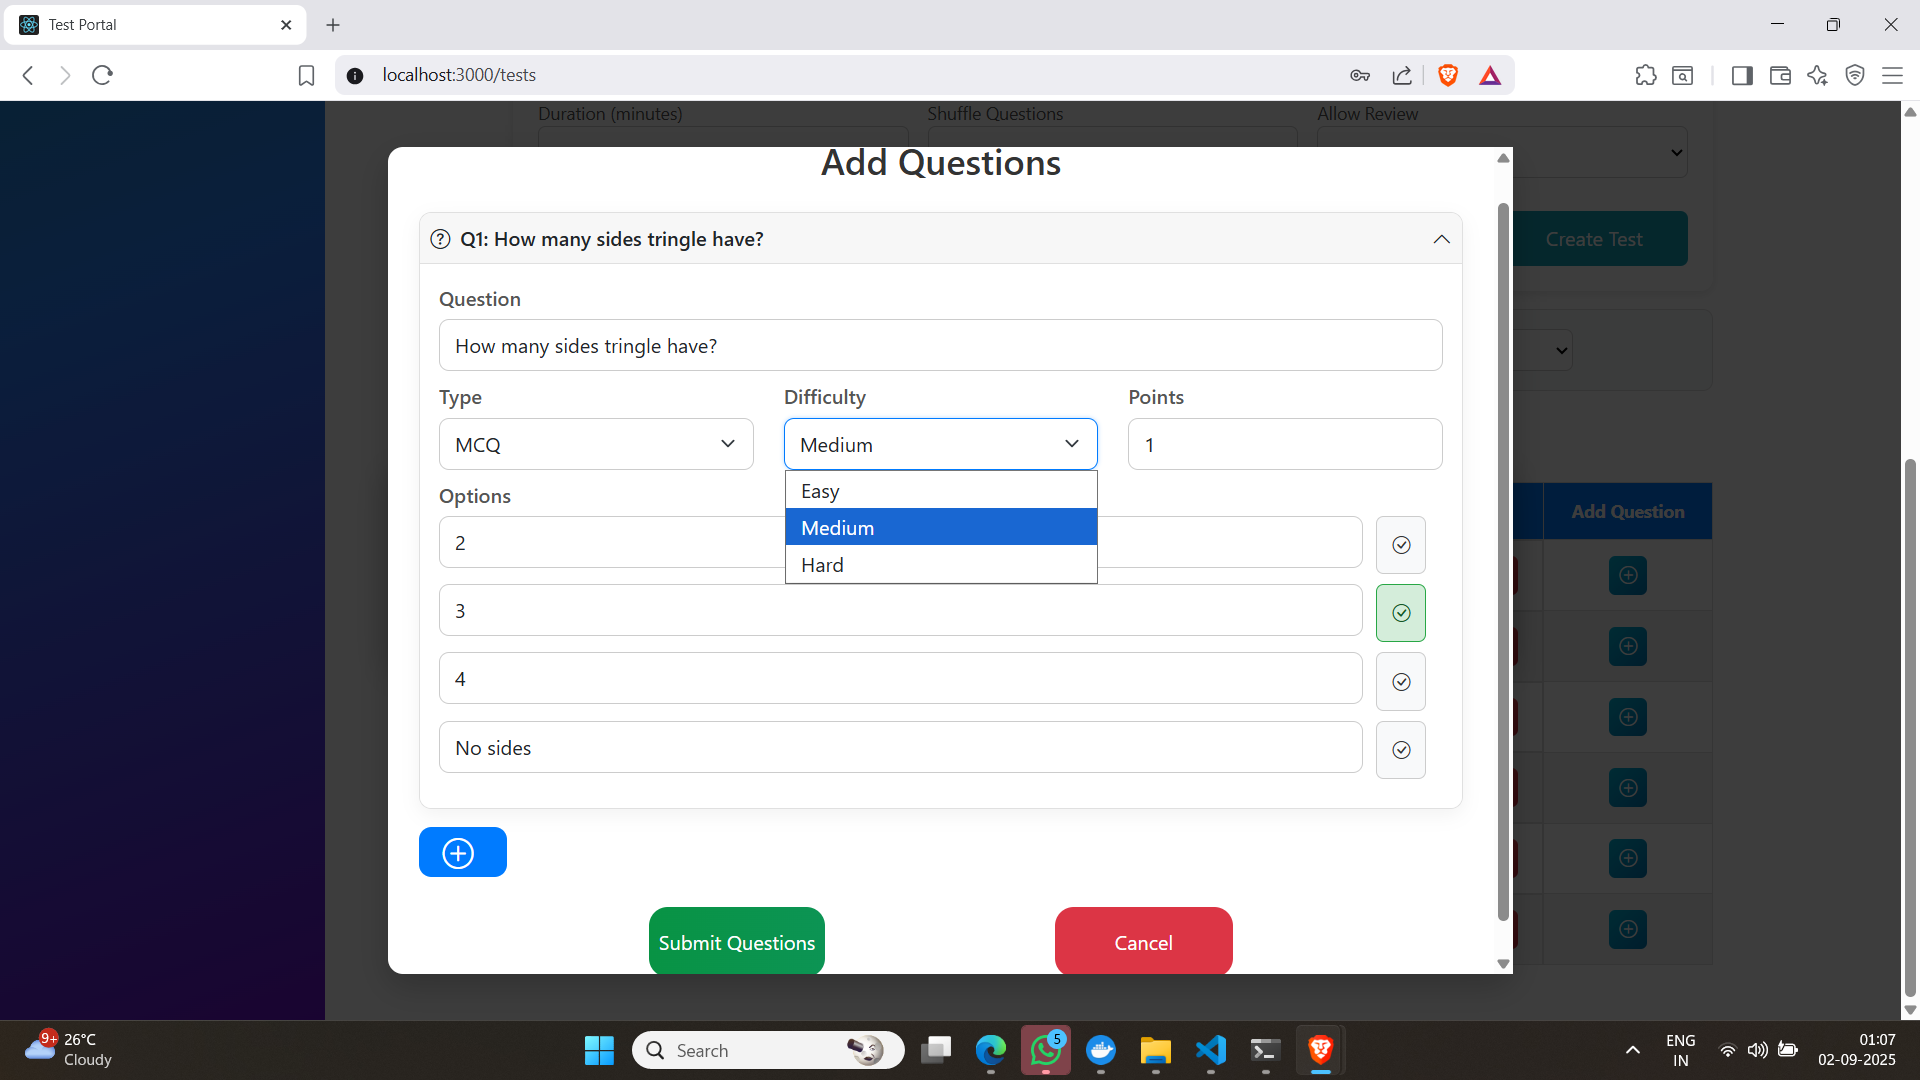 Test Portal
localhost:3000/tests
Duration (minutes)
Shuffle Questions
Allow Review
Add Questions
Create Test
Q1: How many sides tringle have?
Question
How many sides tringle have?
Type
Difficulty
Points
MCQ
Medium
1
Easy
Options
Add Question
Medium
2
Hard
3
4
No sides
Submit Questions
Cancel
9+
26°C
Cloudy
Search
5
ENG
IN
01:07
02-09-2025